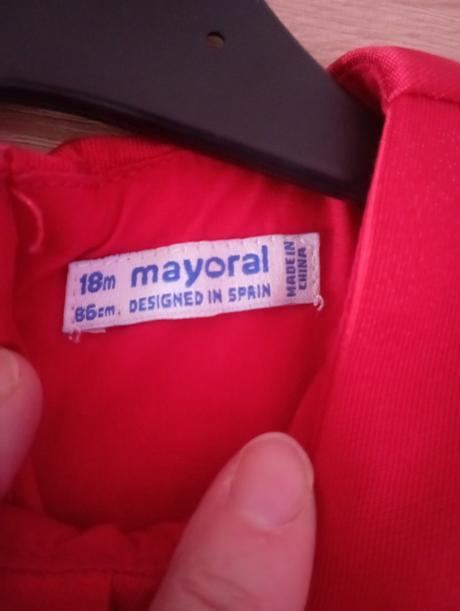 18m mayoral
86cm. DESIGNED IN SPAIN
MADE IN
CHINA